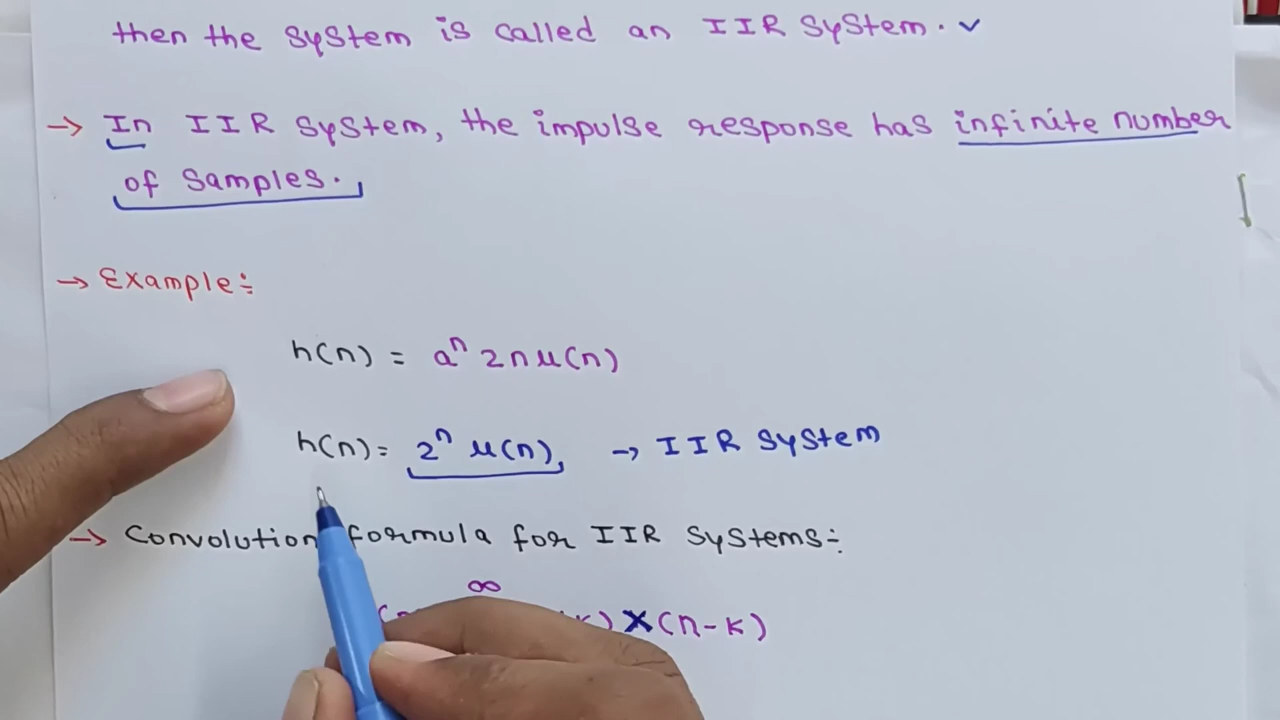 then the system is called an IIR system. ✓
→ In IIR system, the impulse response has infinite number
of samples.
→ Example:-
h(n) = aⁿ 2n u(n)
h(n) = 2ⁿ u(n) → IIR system
→ Convolution formula for IIR systems:-
∞
) x(n-k)